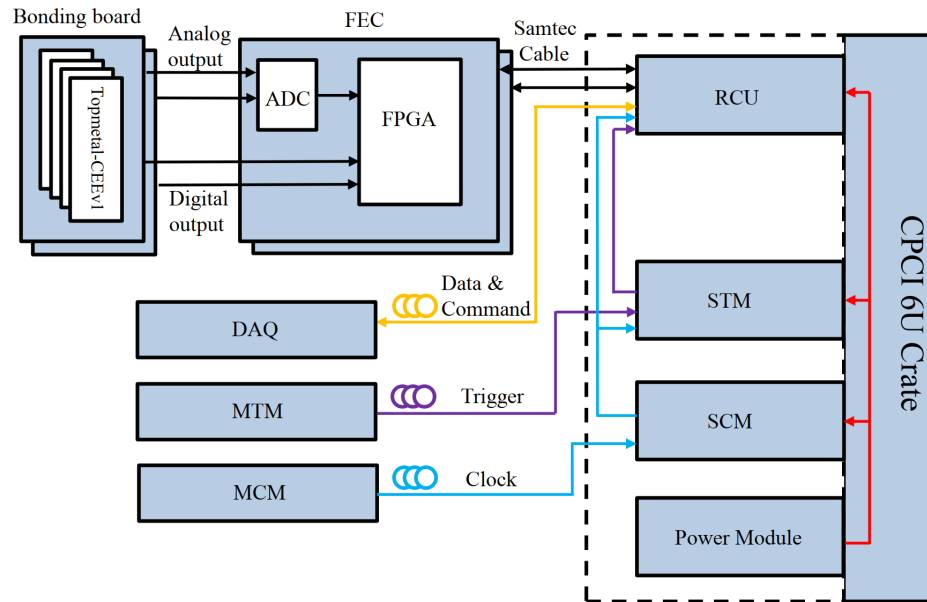 Bonding board
FEC
Analog
output
Samtec
Cable
ADC
FPGA
RCU
Topmetal-CEEv1
Digital
output
Data &
Command
DAQ
STM
CPCI 6U Crate
MTM
Trigger
SCM
MCM
Clock
Power Module